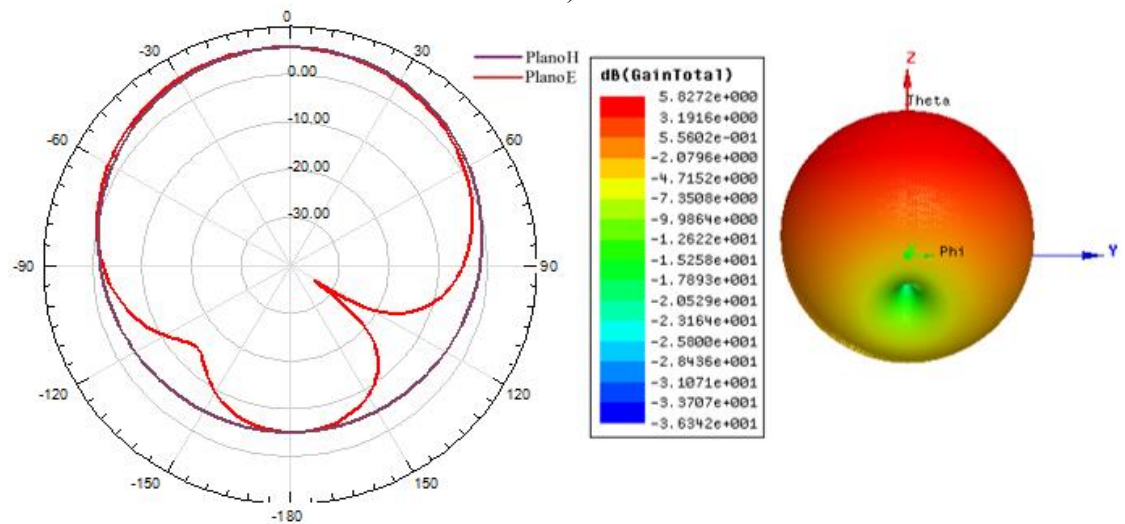 )
0
-30
30
-60
60
-90
90
-120
120
-150
150
-180
0.00
-10.00
-20.00
-30.00
PlanoH
PlanoE
dB(GainTotal)
5.8272e+000
3.1916e+000
5.5602e-001
-2.0796e+000
-4.7152e+000
-7.3508e+000
-9.9864e+000
-1.2622e+001
-1.5258e+001
-1.7893e+001
-2.0529e+001
-2.3164e+001
-2.5800e+001
-2.8436e+001
-3.1071e+001
-3.3707e+001
-3.6342e+001
Z
Theta
Phi
Y